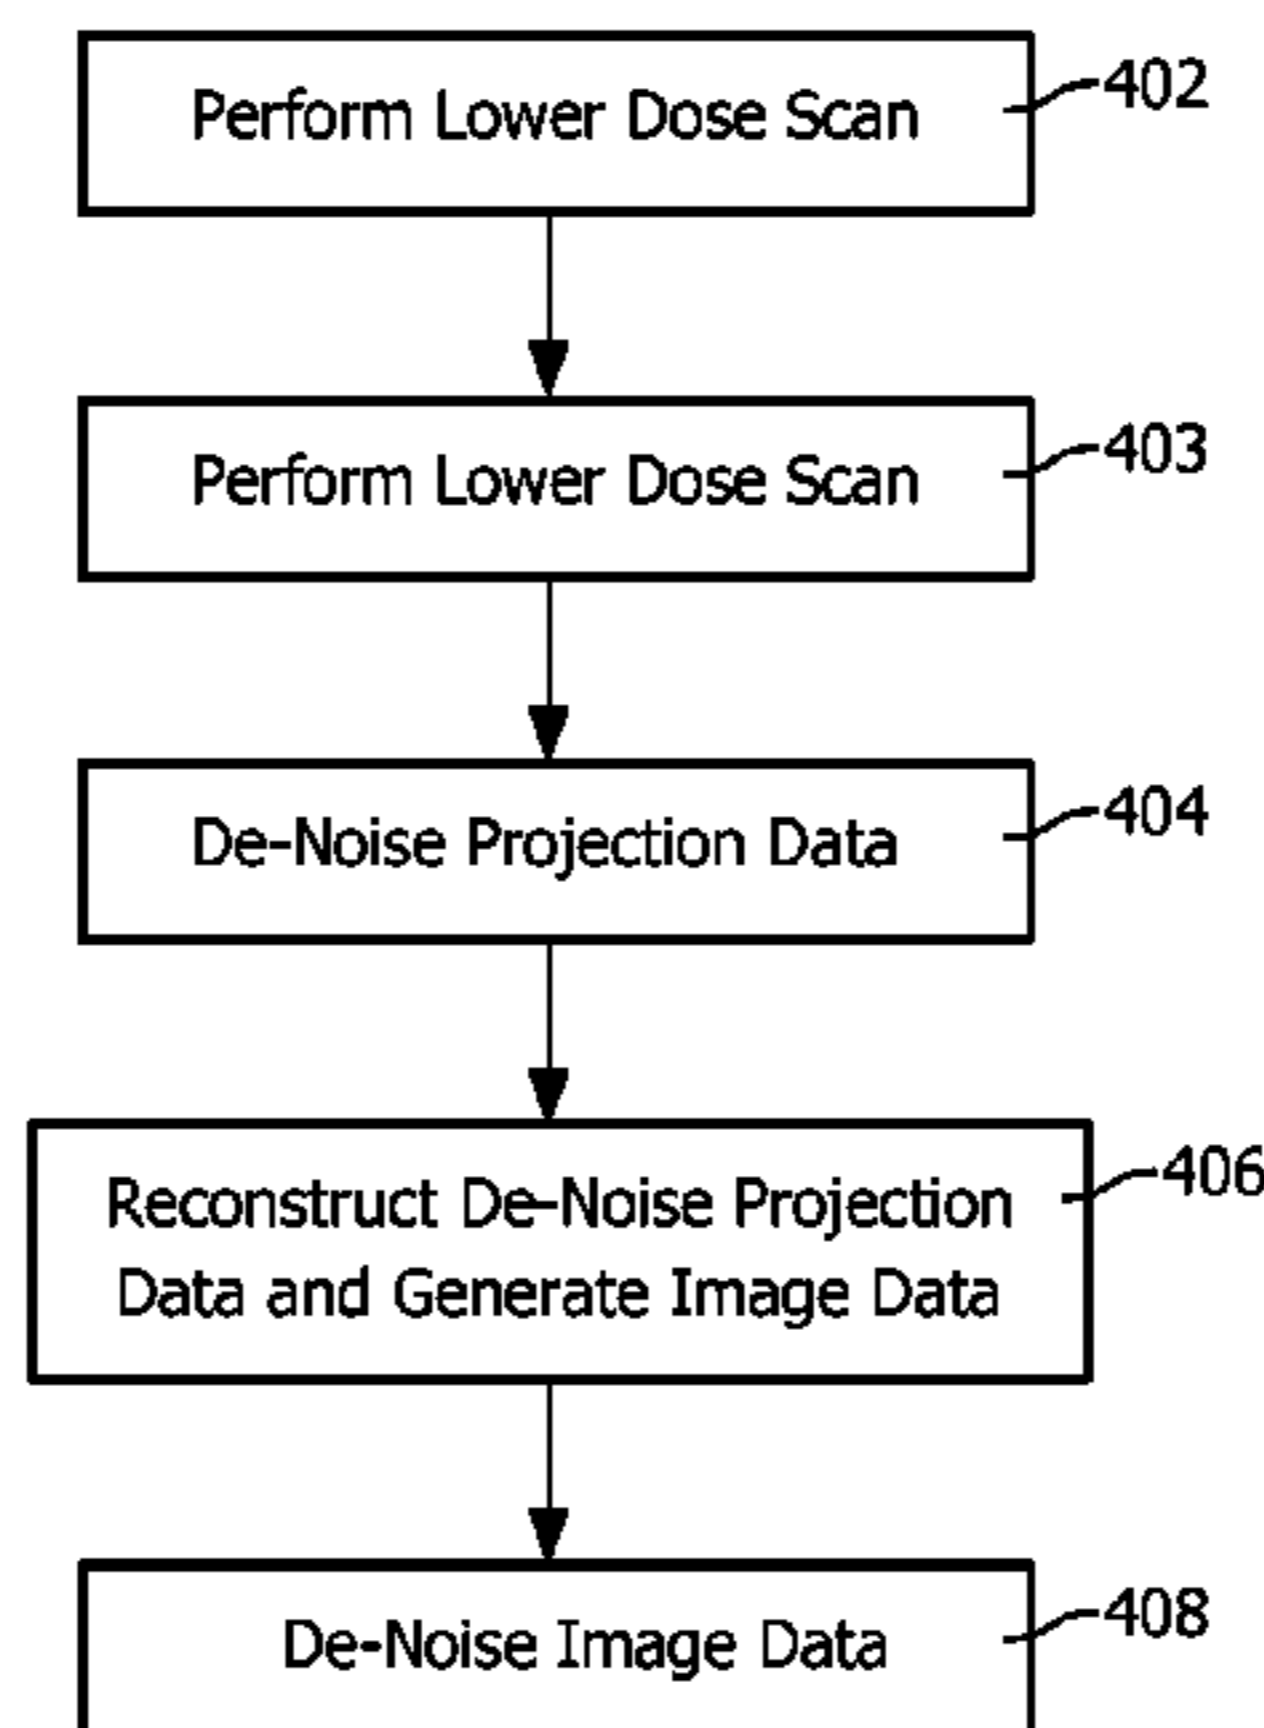 Perform Lower Dose Scan
402
Perform Lower Dose Scan
403
De-Noise Projection Data
404
Reconstruct De-Noise Projection
Data and Generate Image Data
406
De-Noise Image Data
408